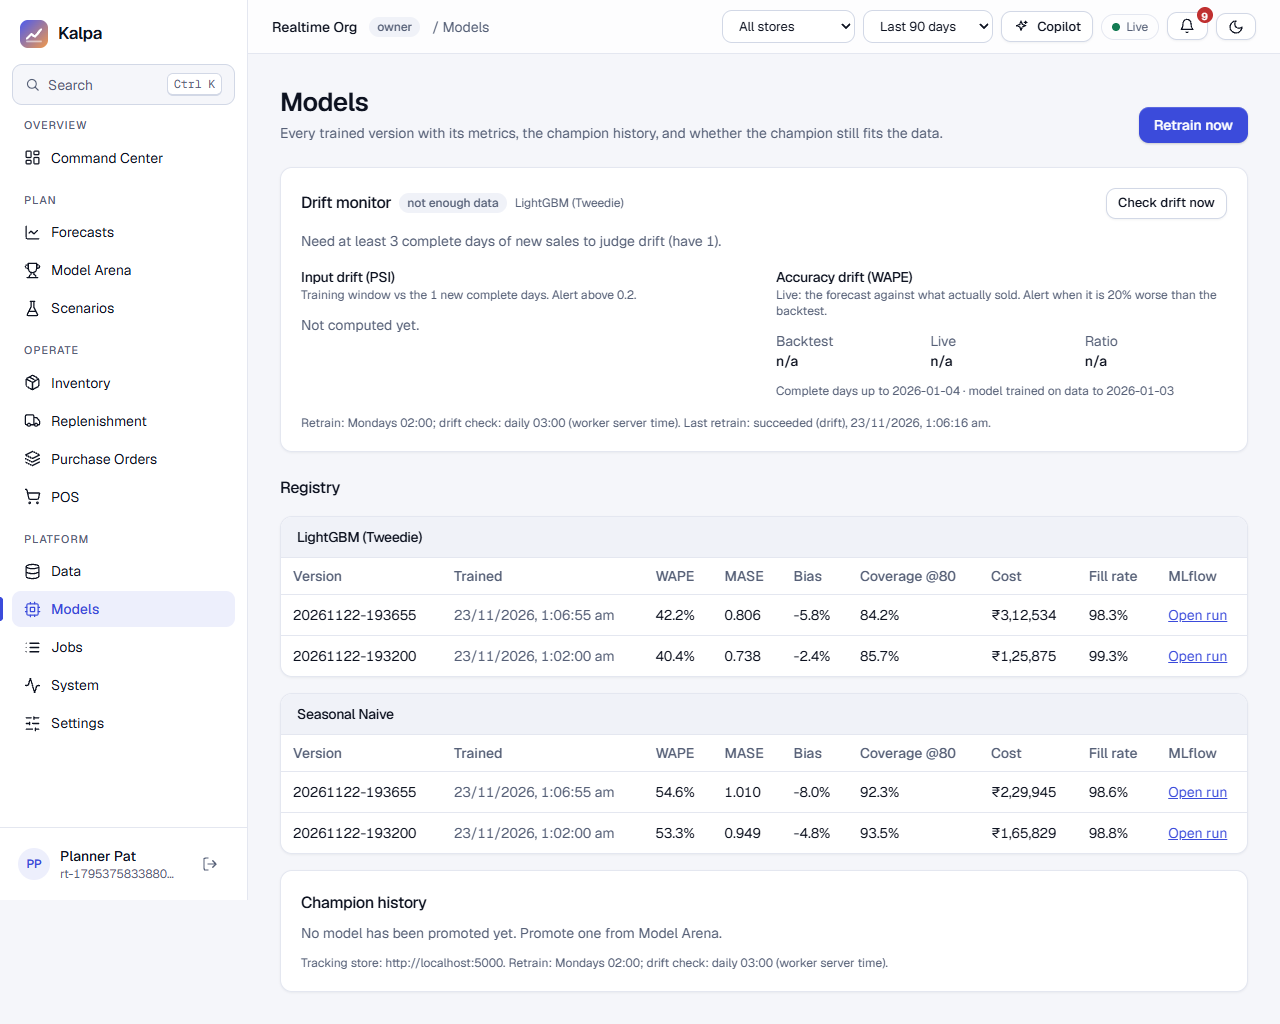 Kalpa
Search Ctrl K
OVERVIEW
Command Center
PLAN
Forecasts
Model Arena
Scenarios
OPERATE
Inventory
Replenishment
Purchase Orders
POS
PLATFORM
Data
Models
Jobs
System
Settings
PP Planner Pat
rt-1795375833880...
Realtime Org owner / Models All stores Last 90 days Copilot Live 9
Models
Every trained version with its metrics, the champion history, and whether the champion still fits the data.
Retrain now
Drift monitor not enough data LightGBM (Tweedie) Check drift now
Need at least 3 complete days of new sales to judge drift (have 1).
Input drift (PSI)
Training window vs the 1 new complete days. Alert above 0.2.
Not computed yet.
Accuracy drift (WAPE)
Live: the forecast against what actually sold. Alert when it is 20% worse than the
backtest.
Backtest Live Ratio
n/a n/a n/a
Complete days up to 2026-01-04 · model trained on data to 2026-01-03
Retrain: Mondays 02:00; drift check: daily 03:00 (worker server time). Last retrain: succeeded (drift), 23/11/2026, 1:06:16 am.
Registry
LightGBM (Tweedie)
Version Trained WAPE MASE Bias Coverage @80 Cost Fill rate MLflow
20261122-193655 23/11/2026, 1:06:55 am 42.2% 0.806 -5.8% 84.2% ₹3,12,534 98.3% Open run
20261122-193200 23/11/2026, 1:02:00 am 40.4% 0.738 -2.4% 85.7% ₹1,25,875 99.3% Open run
Seasonal Naive
Version Trained WAPE MASE Bias Coverage @80 Cost Fill rate MLflow
20261122-193655 23/11/2026, 1:06:55 am 54.6% 1.010 -8.0% 92.3% ₹2,29,945 98.6% Open run
20261122-193200 23/11/2026, 1:02:00 am 53.3% 0.949 -4.8% 93.5% ₹1,65,829 98.8% Open run
Champion history
No model has been promoted yet. Promote one from Model Arena.
Tracking store: http://localhost:5000. Retrain: Mondays 02:00; drift check: daily 03:00 (worker server time).